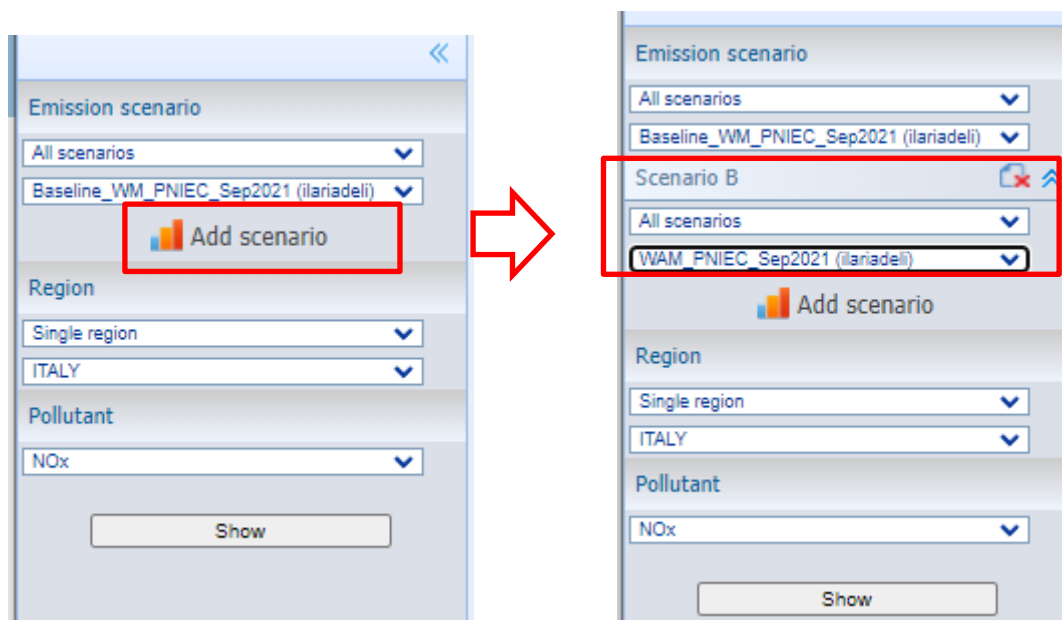 Emission scenario
All scenarios
Baseline_WM_PNIEC_Sep2021 (ilariadeli)
Add scenario
Region
Single region
ITALY
Pollutant
NOx
Show
Emission scenario
All scenarios
Baseline_WM_PNIEC_Sep2021 (ilariadeli)
Scenario B
All scenarios
WAM_PNIEC_Sep2021 (ilariadeli)
Add scenario
Region
Single region
ITALY
Pollutant
NOx
Show